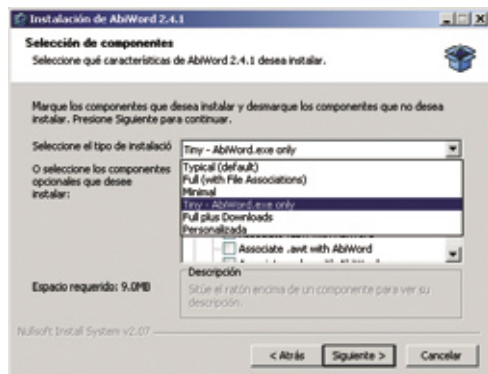 Instalación de AbiWord 2.4.1
Selección de componentes
Seleccione qué características de AbiWord 2.4.1 desea instalar.
Marque los componentes que desea instalar y desmarque los componentes que no desea
instalar. Presione Siguiente para continuar.
Seleccione el tipo de instalació
Tiny - AbiWord.exe only
O seleccione los componentes
opcionales que desee
instalar:
Typical (default)
Full (with File Associations)
Minimal
Tiny - AbiWord.exe only
Full plus Downloads
Personalizada
Associate .awt with AbiWord
Espacio requerido: 9.0MB
Descripción
Sitúe el ratón encima de un componente para ver su
descripción.
Nullsoft Install System v2.07
< Atrás
Siguiente >
Cancelar